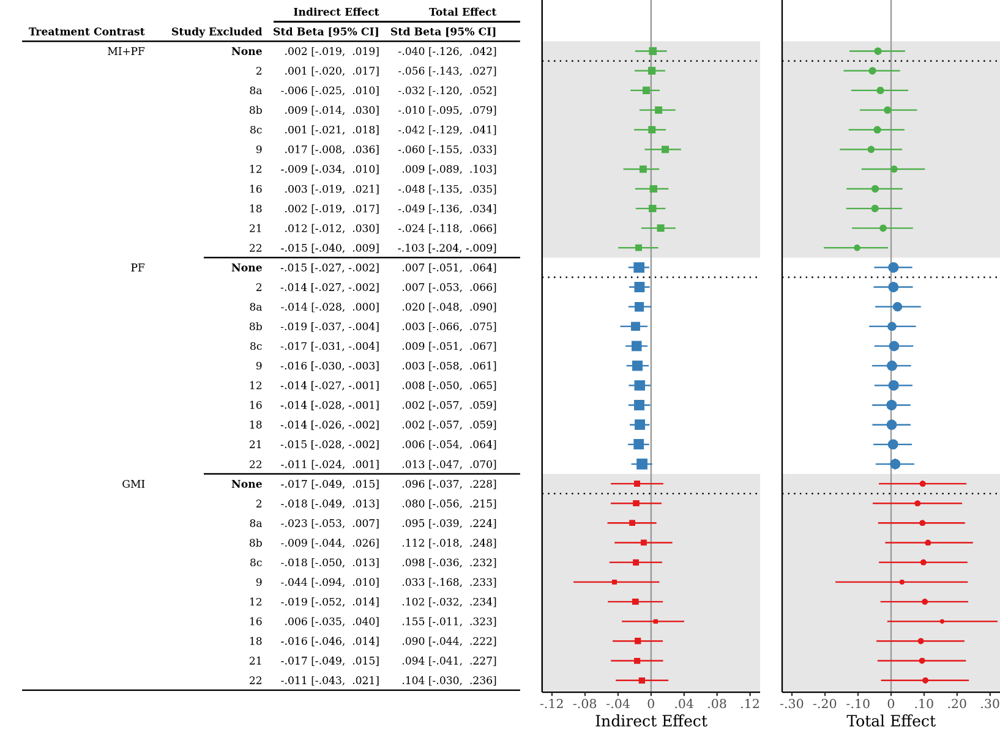 Indirect Effect Total Effect
Treatment Contrast Study Excluded Std Beta [95% CI] Std Beta [95% CI]
MI+PF None .002 [-.019, .019] -.040 [-.126, .042]
2 .001 [-.020, .017] -.056 [-.143, .027]
8a -.006 [-.025, .010] -.032 [-.120, .052]
8b .009 [-.014, .030] -.010 [-.095, .079]
8c .001 [-.021, .018] -.042 [-.129, .041]
9 .017 [-.008, .036] -.060 [-.155, .033]
12 -.009 [-.034, .010] .009 [-.089, .103]
16 .003 [-.019, .021] -.048 [-.135, .035]
18 .002 [-.019, .017] -.049 [-.136, .034]
21 .012 [-.012, .030] -.024 [-.118, .066]
22 -.015 [-.040, .009] -.103 [-.204, -.009]
PF None -.015 [-.027, -.002] .007 [-.051, .064]
2 -.014 [-.027, -.002] .007 [-.053, .066]
8a -.014 [-.028, .000] .020 [-.048, .090]
8b -.019 [-.037, -.004] .003 [-.066, .075]
8c -.017 [-.031, -.004] .009 [-.051, .067]
9 -.016 [-.030, -.003] .003 [-.058, .061]
12 -.014 [-.027, -.001] .008 [-.050, .065]
16 -.014 [-.028, -.001] .002 [-.057, .059]
18 -.014 [-.026, -.002] .002 [-.057, .059]
21 -.015 [-.028, -.002] .006 [-.054, .064]
22 -.011 [-.024, .001] .013 [-.047, .070]
GMI None -.017 [-.049, .015] .096 [-.037, .228]
2 -.018 [-.049, .013] .080 [-.056, .215]
8a -.023 [-.053, .007] .095 [-.039, .224]
8b -.009 [-.044, .026] .112 [-.018, .248]
8c -.018 [-.050, .013] .098 [-.036, .232]
9 -.044 [-.094, .010] .033 [-.168, .233]
12 -.019 [-.052, .014] .102 [-.032, .234]
16 .006 [-.035, .040] .155 [-.011, .323]
18 -.016 [-.046, .014] .090 [-.044, .222]
21 -.017 [-.049, .015] .094 [-.041, .227]
22 -.011 [-.043, .021] .104 [-.030, .236]
-.12 -.08 -.04 0 .04 .08 .12 -.30 -.20 -.10 0 .10 .20 .30
Indirect Effect Total Effect